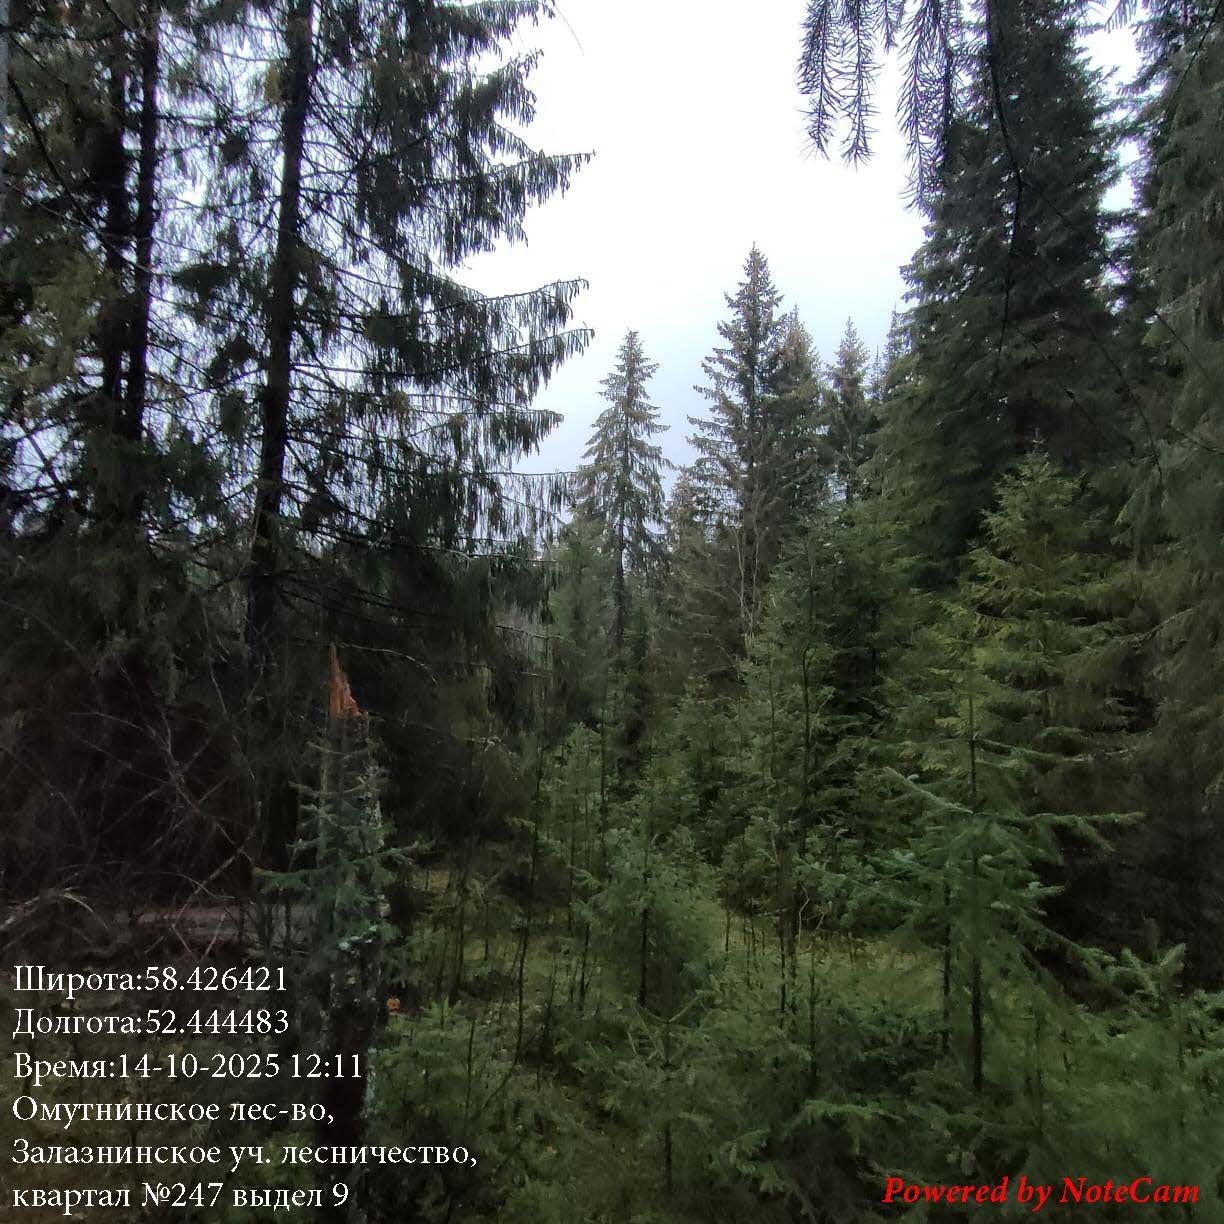 Широта:58.426421
Долгота:52.444483
Время:14-10-2025 12:11
Омутнинское лес-во,
Залазнинское уч. лесничество,
квартал №247 выдел 9
Powered by NoteCam